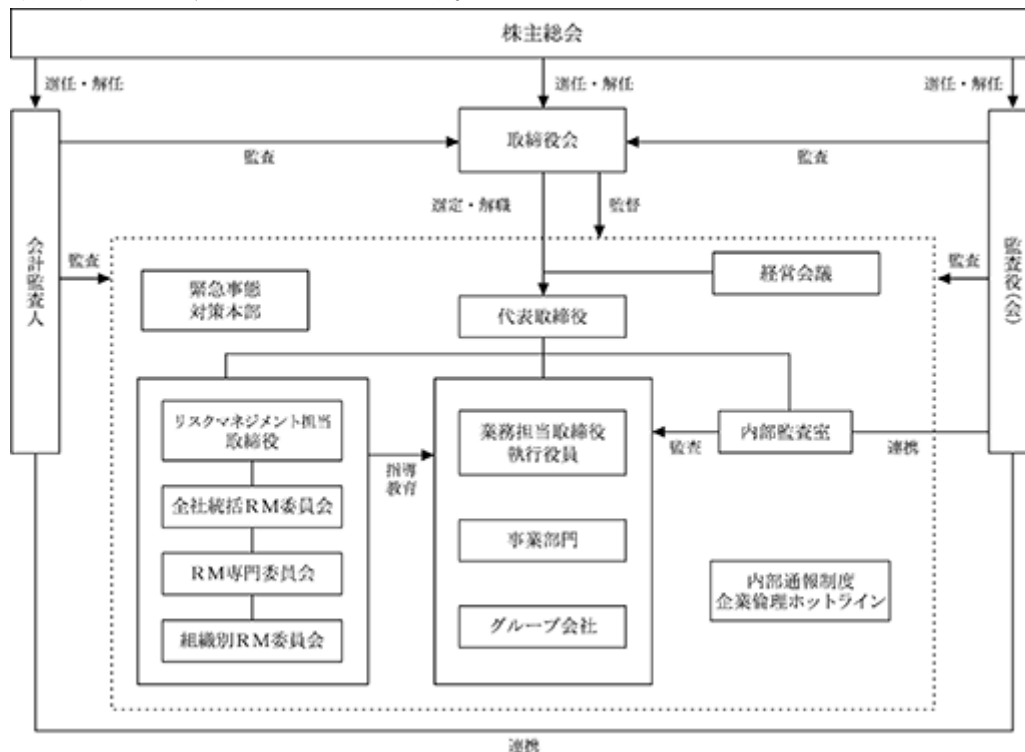 株主総会
選任・解任
選任・解任
選任・解任
取締役会
監査
監査
選定・解職
監督
会計監査人
監査役(会)
監査
監査
緊急事態
対策本部
経営会議
代表取締役
リスクマネジメント担当
取締役
業務担当取締役
執行役員
内部監査室
監査
連携
指導
教育
全社統括RM委員会
事業部門
RM専門委員会
内部通報制度
企業倫理ホットライン
組織別RM委員会
グループ会社
連携